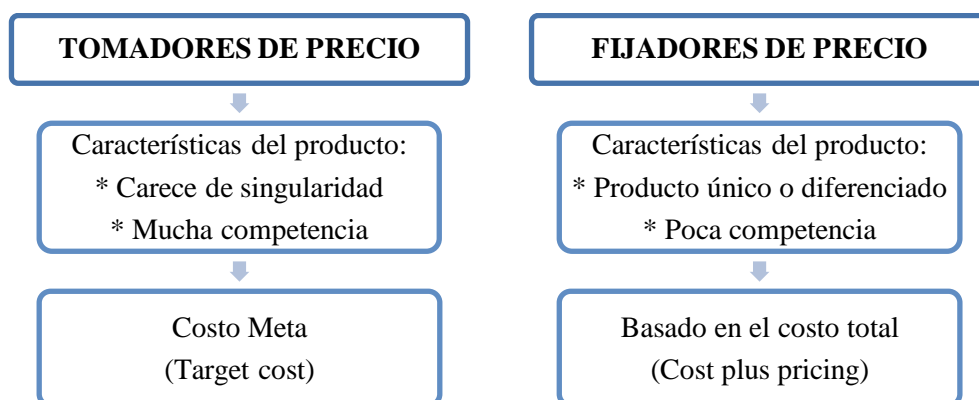 TOMADORES DE PRECIO
Características del producto:
* Carece de singularidad
* Mucha competencia
Costo Meta
(Target cost)
FIJADORES DE PRECIO
Características del producto:
* Producto único o diferenciado
* Poca competencia
Basado en el costo total
(Cost plus pricing)